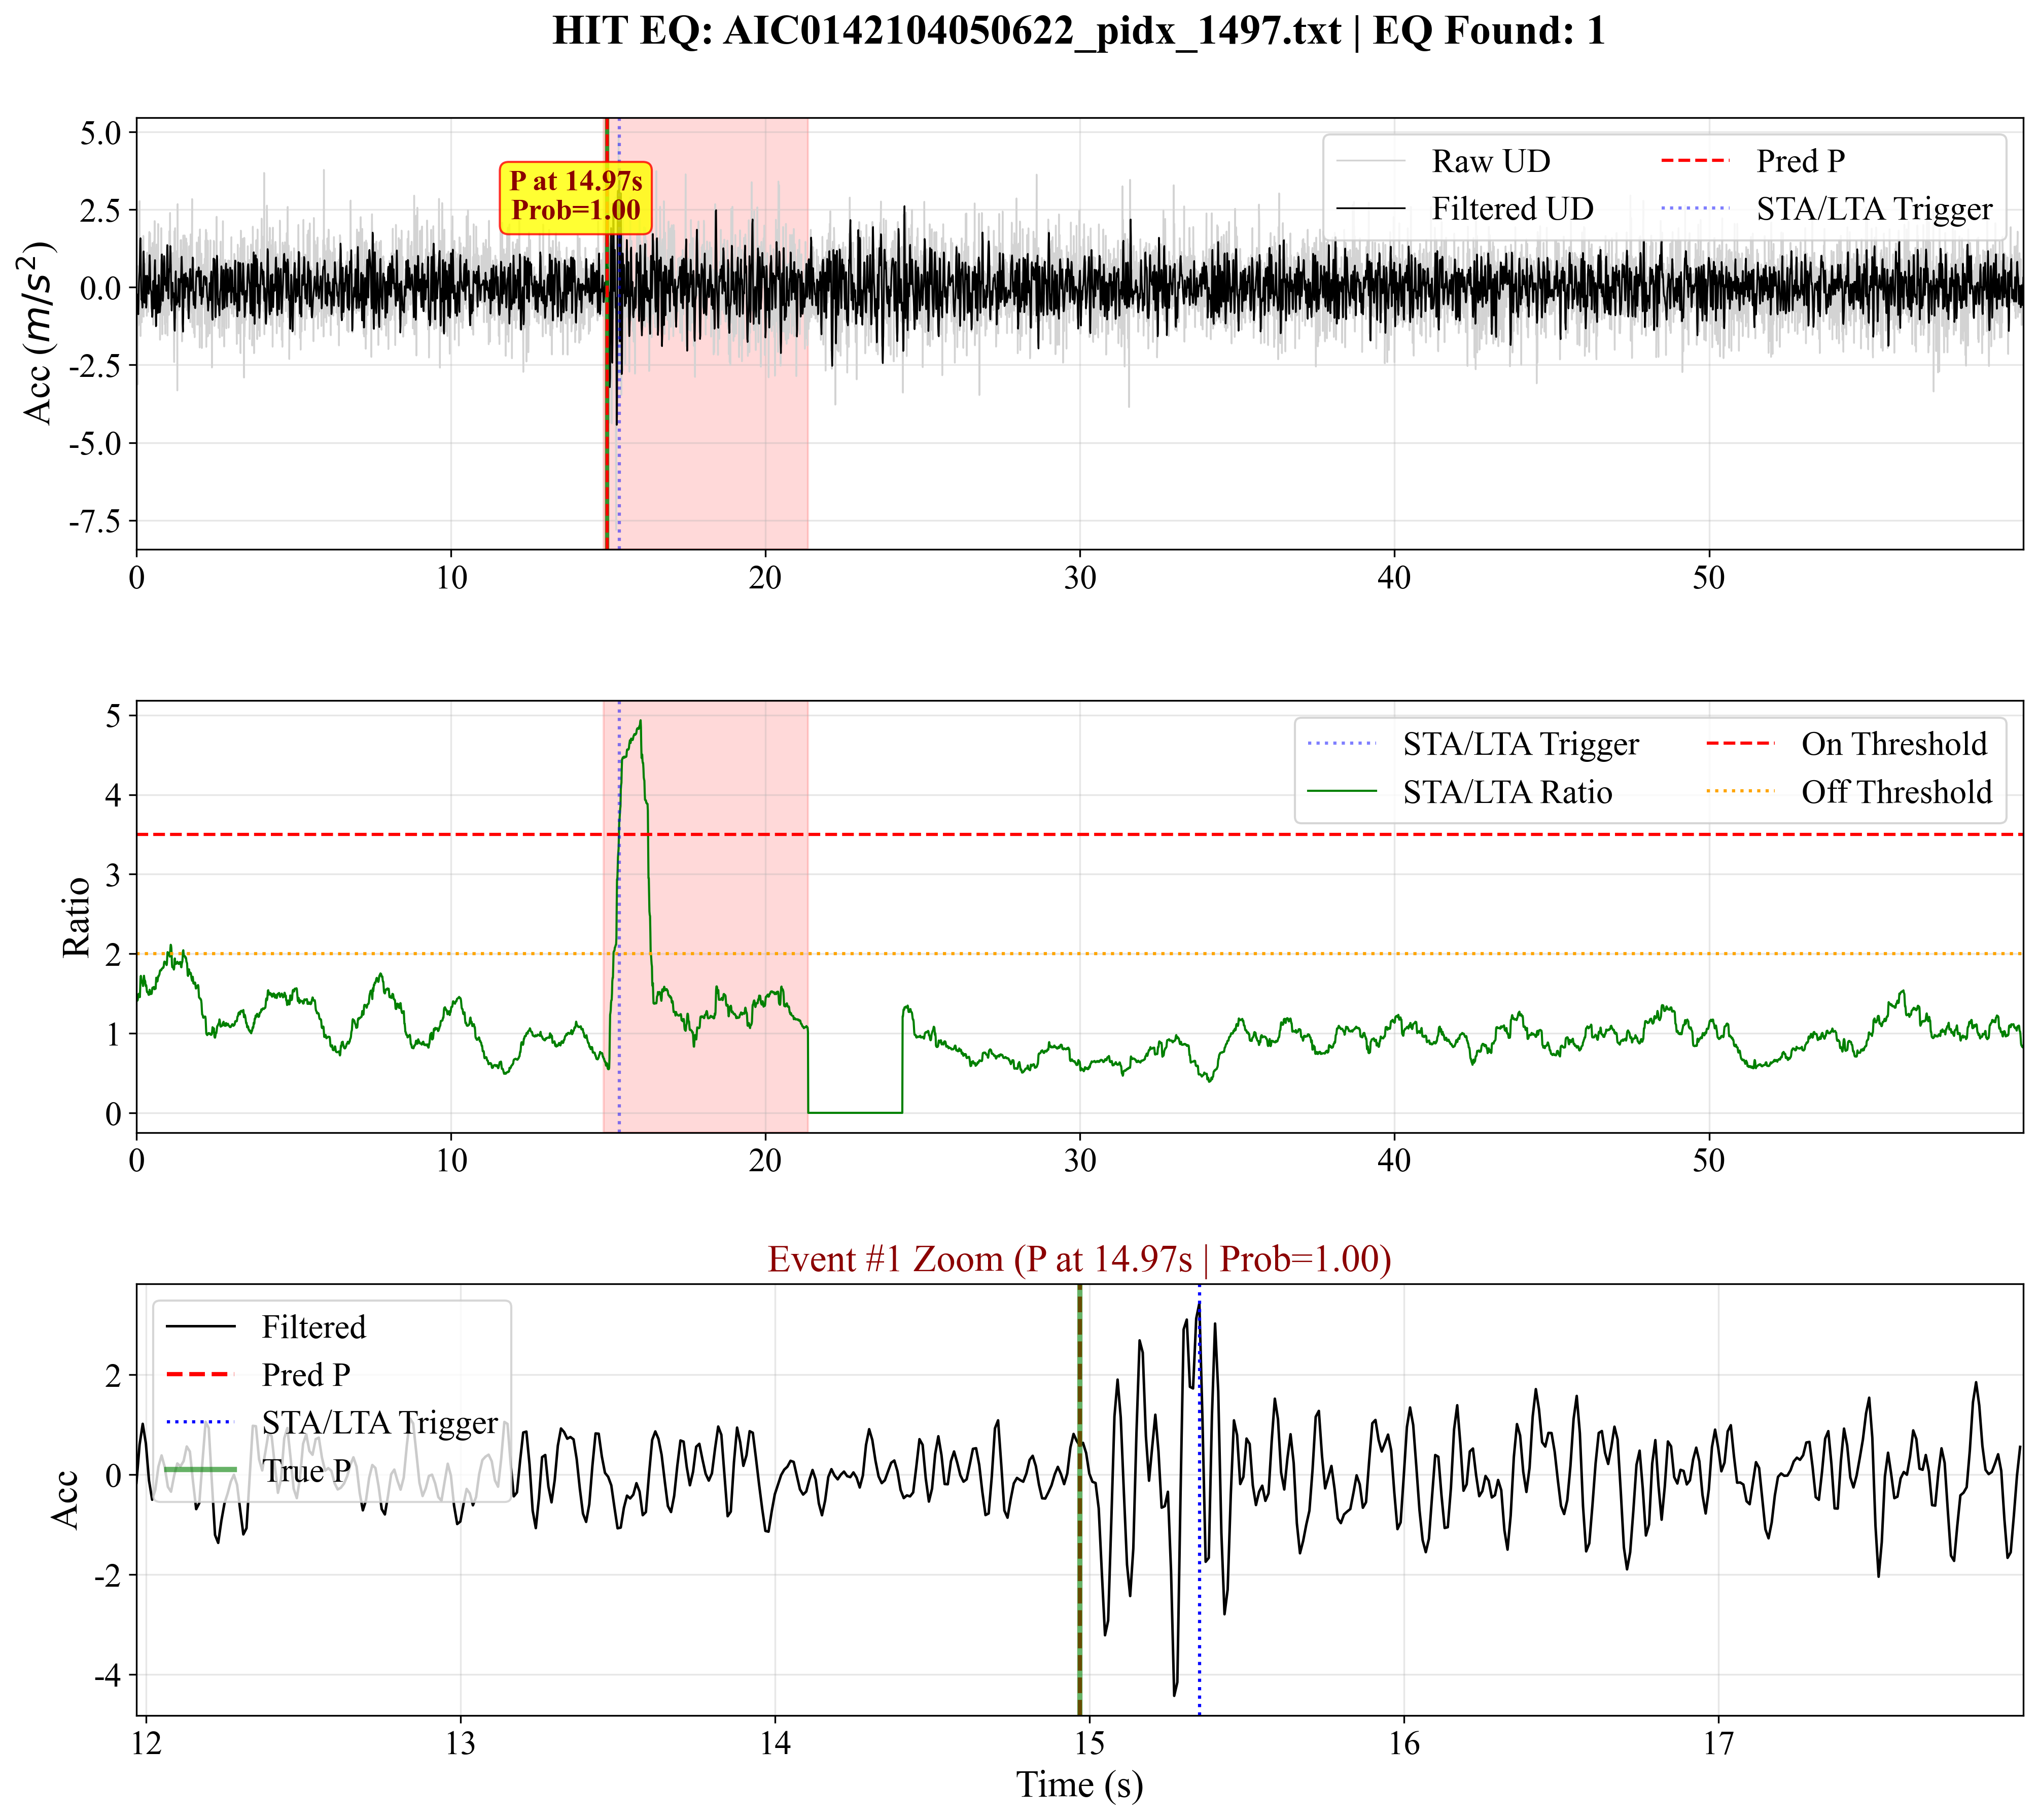 HIT EQ: AIC0142104050622_pidx_1497.txt | EQ Found: 1
Acc (m/s²)
5.0
2.5
0.0
-2.5
-5.0
-7.5
P at 14.97s
Prob=1.00
Raw UD
Filtered UD
Pred P
STA/LTA Trigger
0 10 20 30 40 50
Ratio
5
4
3
2
1
0
STA/LTA Trigger
STA/LTA Ratio
On Threshold
Off Threshold
0 10 20 30 40 50
Event #1 Zoom (P at 14.97s | Prob=1.00)
Acc
2
0
-2
-4
Filtered
Pred P
STA/LTA Trigger
True P
12 13 14 15 16 17
Time (s)